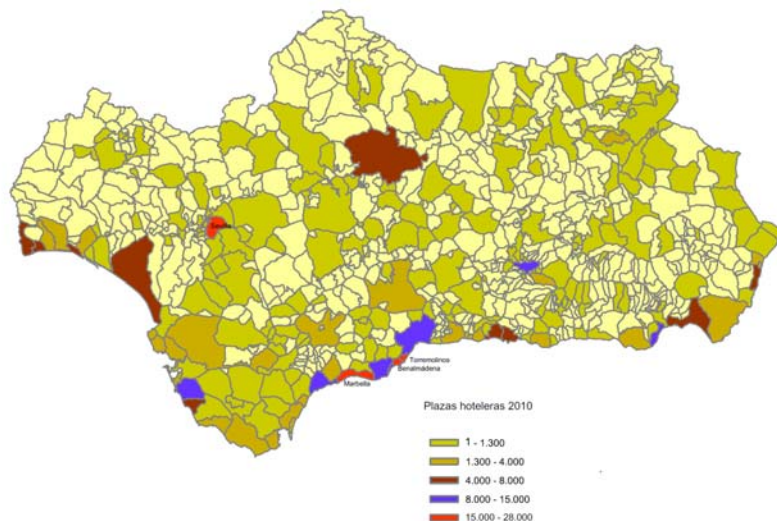 Sevilla
Torremolinos
Benalmádena
Marbella
Plazas hoteleras 2010
1 - 1.300
1.300 - 4.000
4.000 - 8.000
8.000 - 15.000
15.000 - 28.000